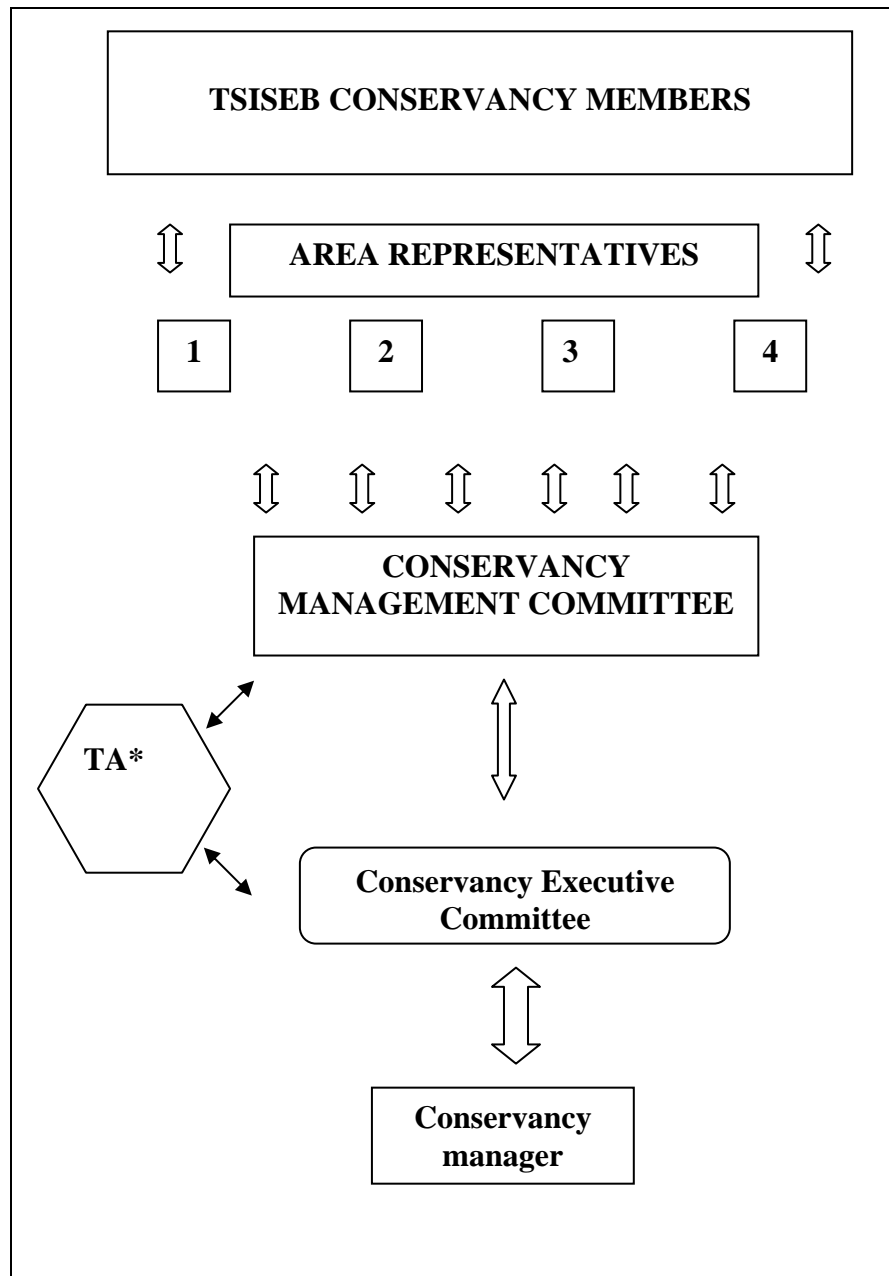 TSISEB CONSERVANCY MEMBERS
AREA REPRESENTATIVES
1
2
3
4
CONSERVANCY
MANAGEMENT COMMITTEE
TA*
Conservancy Executive
Committee
Conservancy
manager